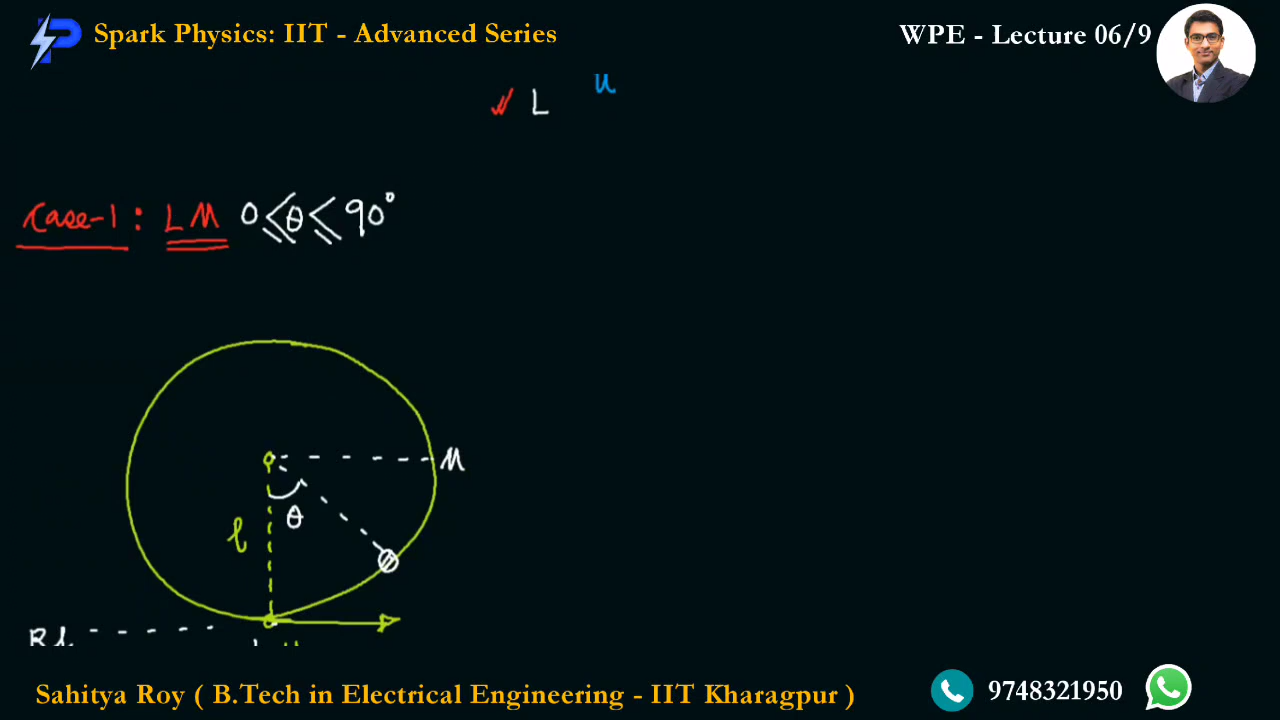 Spark Physics: IIT - Advanced Series
WPE - Lecture 06/9
u
L
Case-1: LM 0 ≤ θ ≤ 90°
M
θ
l
Sahitya Roy ( B.Tech in Electrical Engineering - IIT Kharagpur )
9748321950